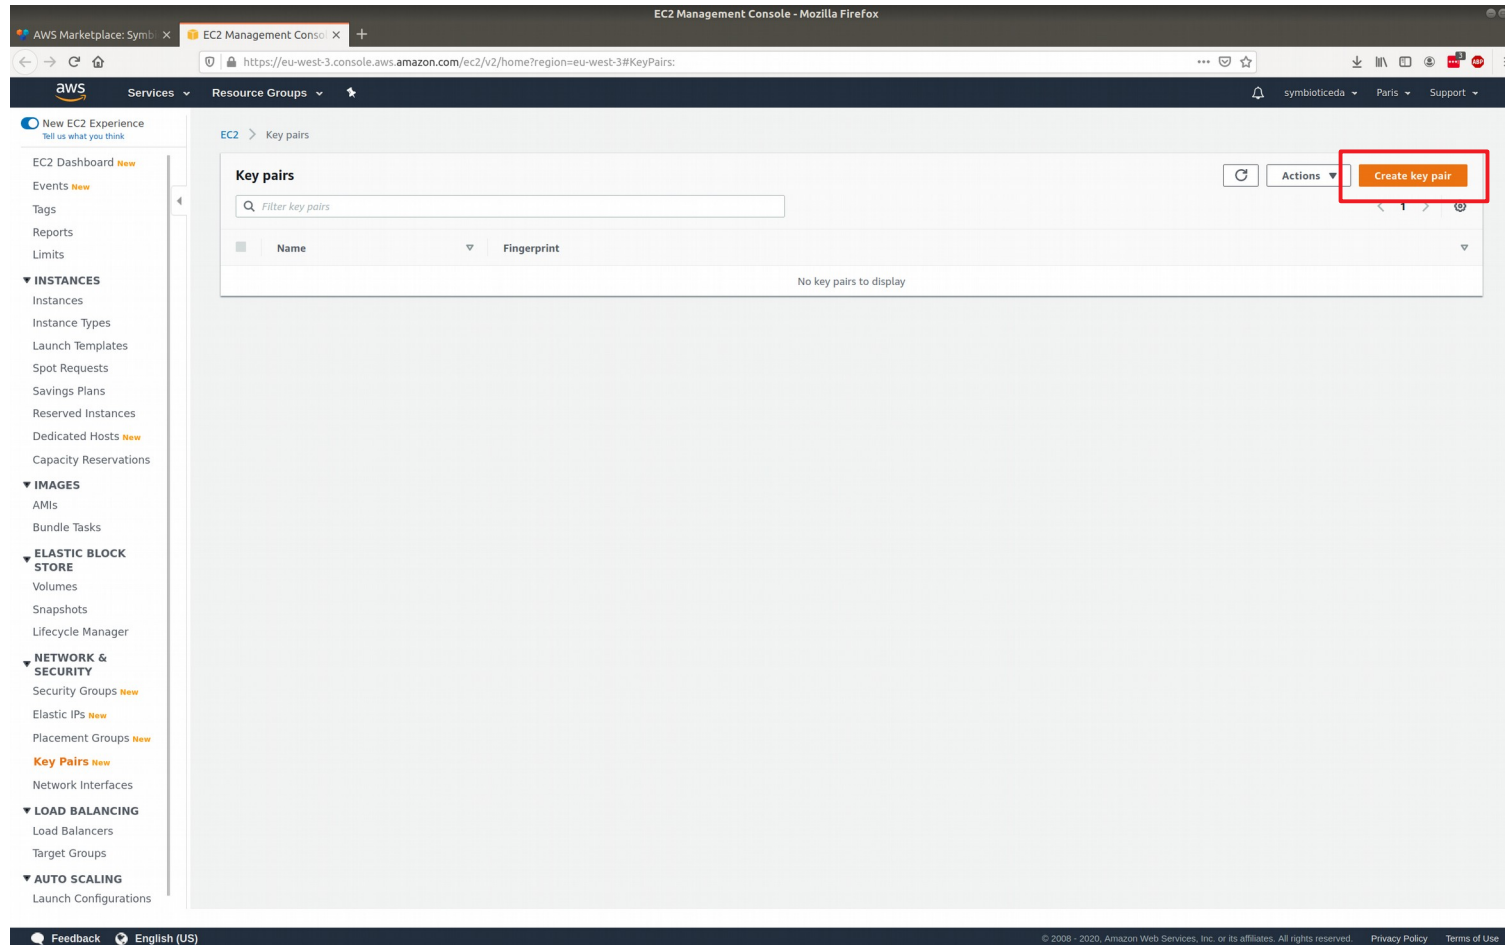 EC2 Management Console - Mozilla Firefox
AWS Marketplace: Symbi
EC2 Management Consol
https://eu-west-3.console.aws.amazon.com/ec2/v2/home?region=eu-west-3#KeyPairs:
3
ABP
aws
Services
Resource Groups
symbioticeda
Paris
Support
New EC2 Experience
Tell us what you think
EC2 Dashboard New
Events New
Tags
Reports
Limits
INSTANCES
Instances
Instance Types
Launch Templates
Spot Requests
Savings Plans
Reserved Instances
Dedicated Hosts New
Capacity Reservations
IMAGES
AMIs
Bundle Tasks
ELASTIC BLOCK
STORE
Volumes
Snapshots
Lifecycle Manager
NETWORK &
SECURITY
Security Groups New
Elastic IPs New
Placement Groups New
Key Pairs New
Network Interfaces
LOAD BALANCING
Load Balancers
Target Groups
AUTO SCALING
Launch Configurations
EC2 > Key pairs
Key pairs
Actions
Create key pair
Filter key pairs
< 1 >
Name
Fingerprint
No key pairs to display
Feedback
English (US)
© 2008 - 2020, Amazon Web Services, Inc. or its affiliates. All rights reserved.
Privacy Policy
Terms of Use